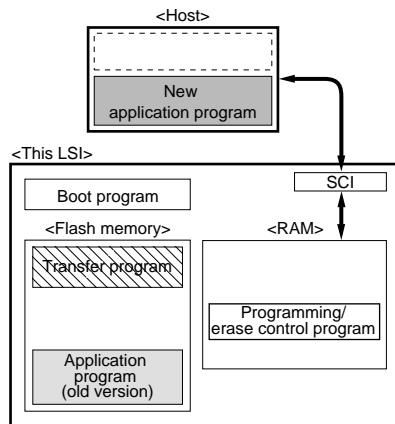 <Host>
New
application program
<This LSI>
SCI
Boot program
<Flash memory>
<RAM>
Transfer program
Programming/
erase control program
Application
program
(old version)